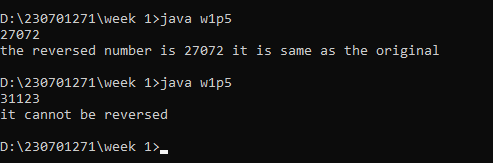 D:\230701271\week 1>java w1p5
27072
the reversed number is 27072 it is same as the original
D:\230701271\week 1>java w1p5
31123
it cannot be reversed
D:\230701271\week 1>